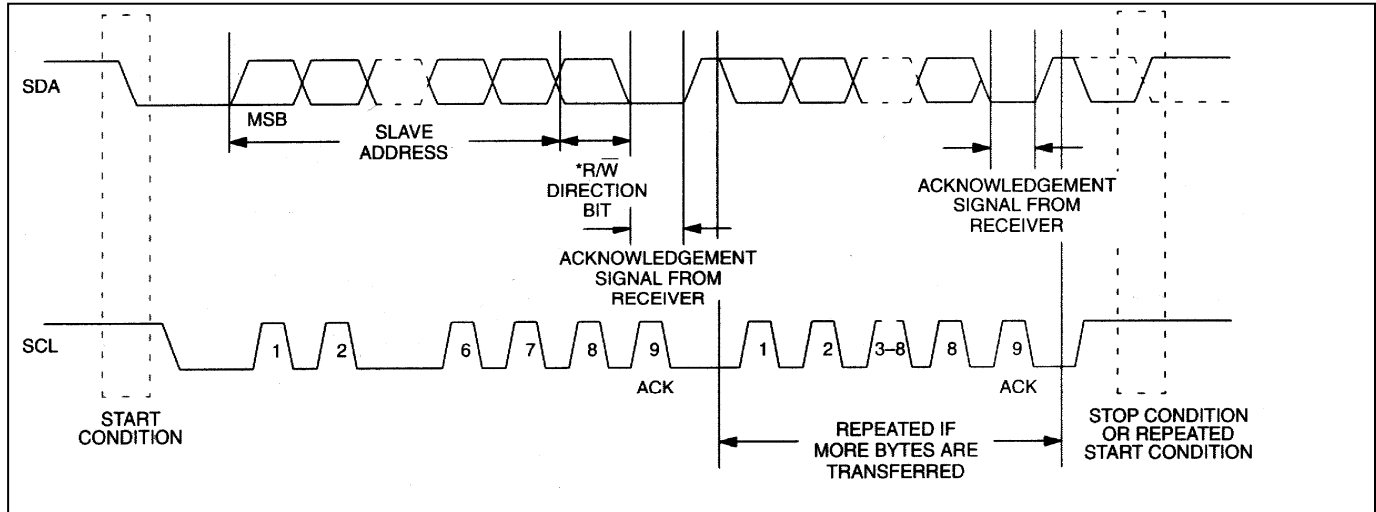 SDA
MSB
SLAVE
ADDRESS
*R/W̅
DIRECTION
BIT
ACKNOWLEDGEMENT
SIGNAL FROM
RECEIVER
ACKNOWLEDGEMENT
SIGNAL FROM
RECEIVER
SCL
1 2 6 7 8 9 1 2 3–8 8 9
ACK ACK
START
CONDITION
REPEATED IF
MORE BYTES ARE
TRANSFERRED
STOP CONDITION
OR REPEATED
START CONDITION